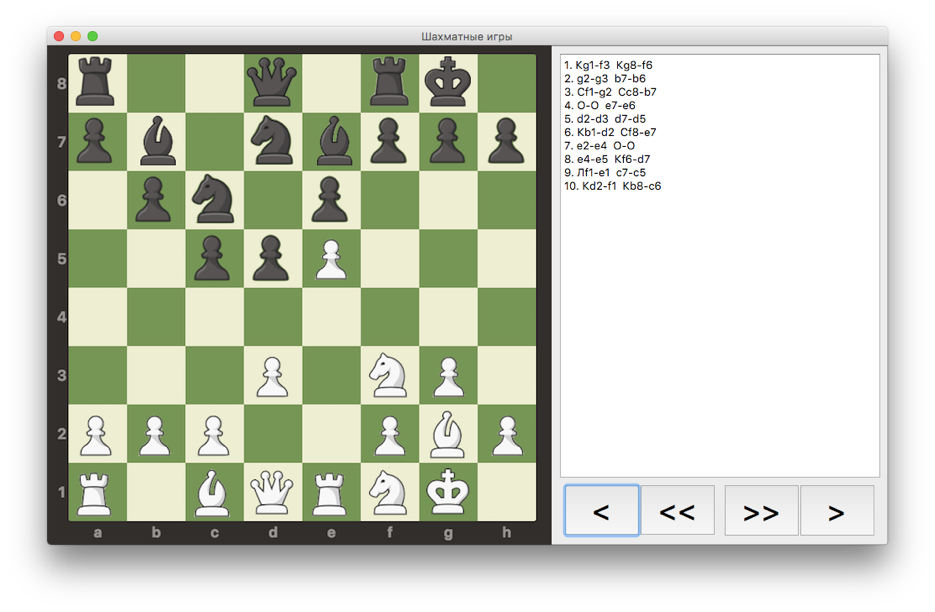 Шахматные игры
8
7
6
5
4
3
2
1
a b c d e f g h
1. Kg1-f3 Kg8-f6
2. g2-g3 b7-b6
3. Cf1-g2 Cc8-b7
4. O-O e7-e6
5. d2-d3 d7-d5
6. Kb1-d2 Cf8-e7
7. e2-e4 O-O
8. e4-e5 Kf6-d7
9. Лf1-e1 c7-c5
10. Kd2-f1 Kb8-c6
< << >> >